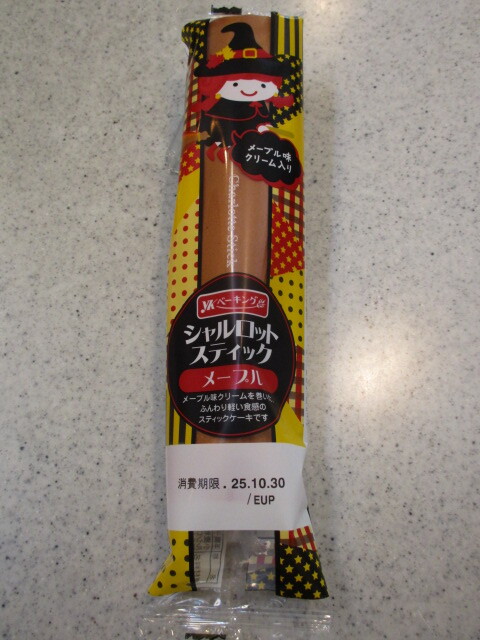 メープル味
クリーム入り
Charlotte Stick
YKベーキング
シャルロット
スティック
メープル
メープル味クリームを巻いた
ふんわり軽い食感の
スティックケーキです
消費期限. 25.10.30
/EUP